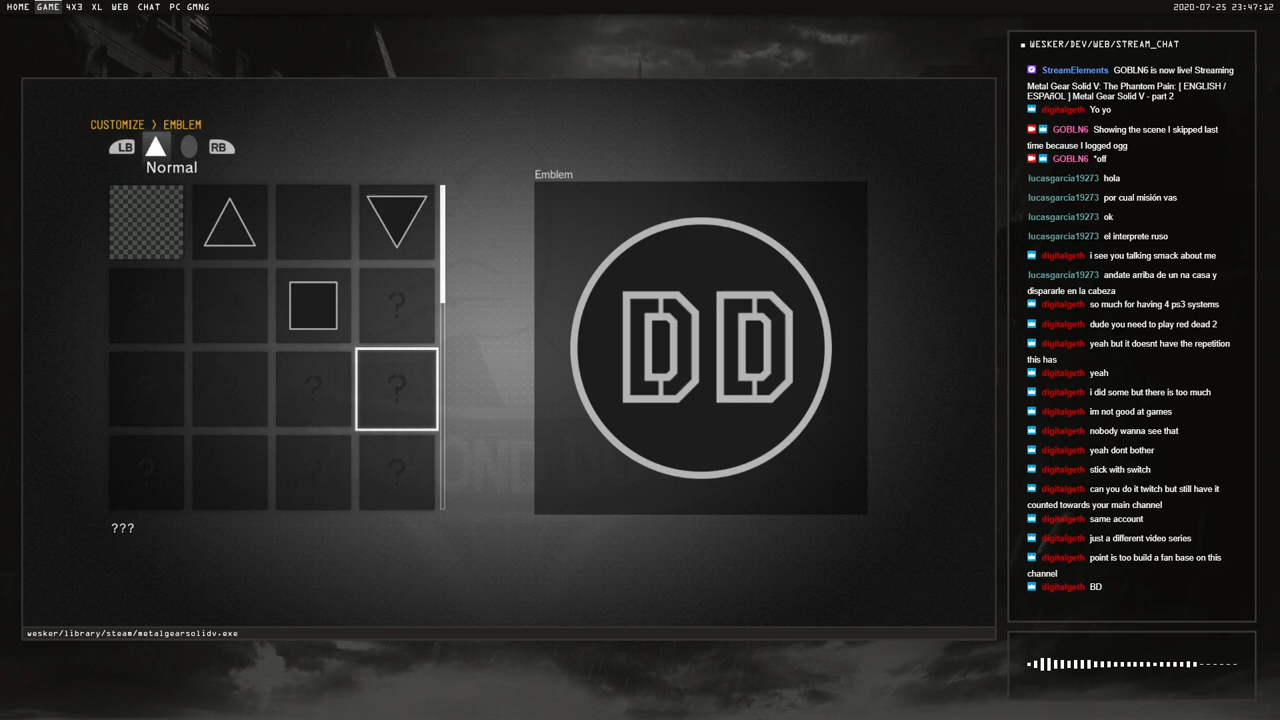 HOME GAME 4X3 XL WEB CHAT PC GMNG
2020-07-25 23:47:12
CUSTOMIZE > EMBLEM
LB RB
Normal
?
? ?
? ?
? ? ?
???
Emblem
DD
wesker/library/steam/metalgearsolidv.exe
WESKER/DEV/WEB/STREAM_CHAT
StreamElements GOBLN6 is now live! Streaming
Metal Gear Solid V: The Phantom Pain: [ ENGLISH /
ESPAñOL ] Metal Gear Solid V - part 2
digitalgeth Yo yo
GOBLN6 Showing the scene I skipped last
time because I logged ogg
GOBLN6 *off
lucasgarcia19273 hola
lucasgarcia19273 por cual misión vas
lucasgarcia19273 ok
lucasgarcia19273 el interprete ruso
digitalgeth i see you talking smack about me
lucasgarcia19273 andate arriba de un na casa y
dispararle en la cabeza
digitalgeth so much for having 4 ps3 systems
digitalgeth dude you need to play red dead 2
digitalgeth yeah but it doesnt have the repetition
this has
digitalgeth yeah
digitalgeth i did some but there is too much
digitalgeth im not good at games
digitalgeth nobody wanna see that
digitalgeth yeah dont bother
digitalgeth stick with switch
digitalgeth can you do it twitch but still have it
counted towards your main channel
digitalgeth same account
digitalgeth just a different video series
digitalgeth point is too build a fan base on this
channel
digitalgeth BD